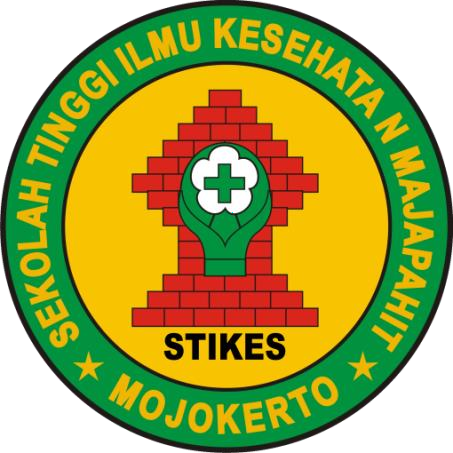 SEKOLAH TINGGI ILMU KESEHATA N MAJAPAHIT
STIKES
MOJOKERTO